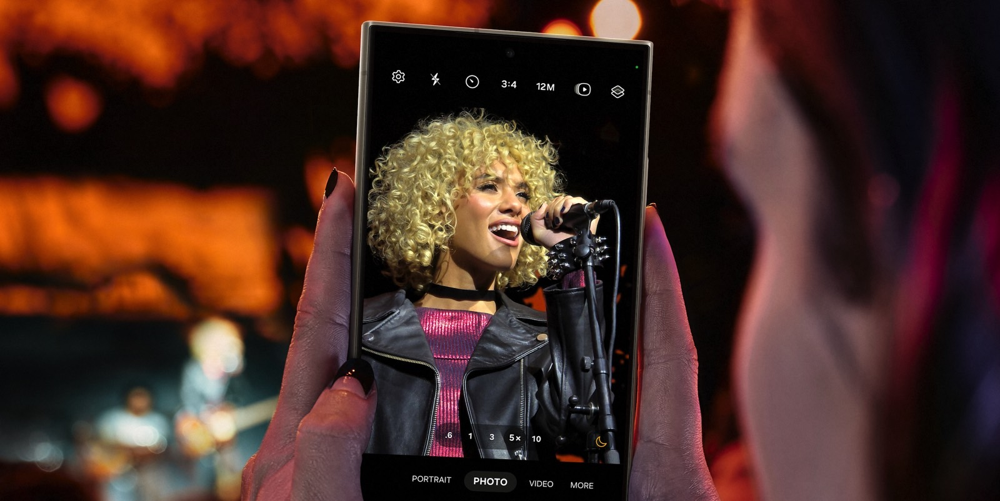 3:4 12M
.6 1 3 5× 10
PORTRAIT PHOTO VIDEO MORE